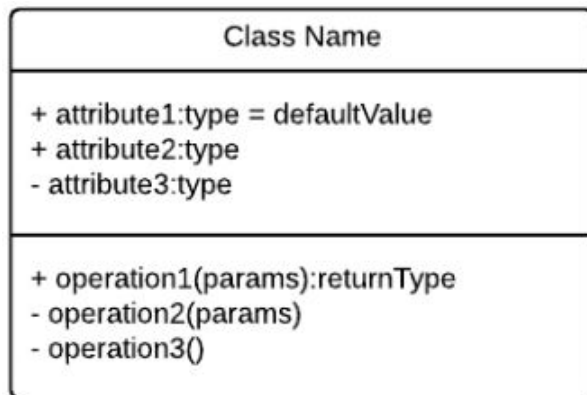 Class Name
+ attribute1:type = defaultValue
+ attribute2:type
- attribute3:type
+ operation1(params):returnType
- operation2(params)
- operation3()